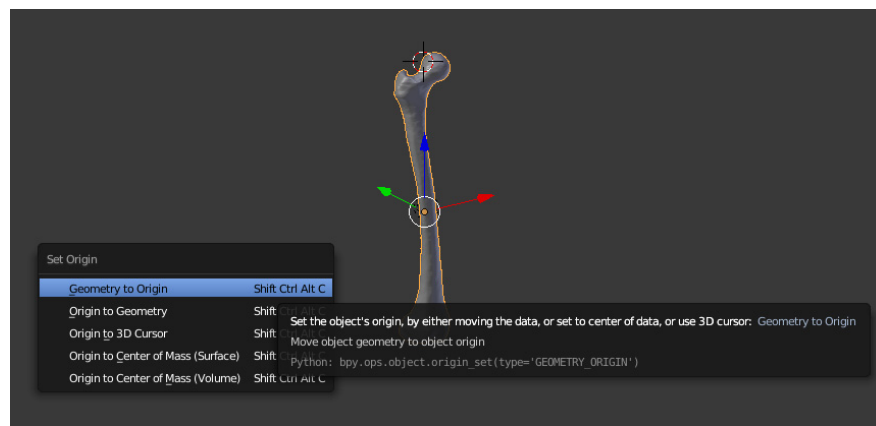 Set Origin
Geometry to Origin Shift Ctrl Alt C
Origin to Geometry Shift
Set the object's origin, by either moving the data, or set to center of data, or use 3D cursor: Geometry to Origin
Origin to 3D Cursor Shift
Move object geometry to object origin
Origin to Center of Mass (Surface) Shift
Python: bpy.ops.object.origin_set(type='GEOMETRY_ORIGIN')
Origin to Center of Mass (Volume) Shift Ctrl Alt C